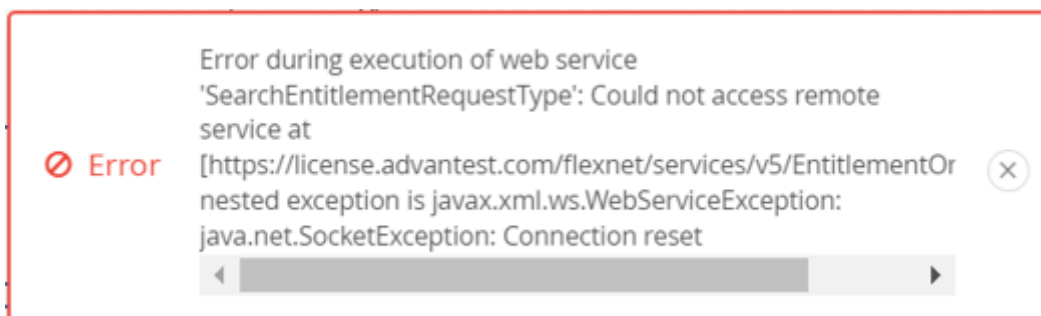 Error during execution of web service
'SearchEntitlementRequestType': Could not access remote
service at
Error
[https://license.advantest.com/flexnet/services/v5/EntitlementOr
nested exception is javax.xml.ws.WebServiceException:
java.net.SocketException: Connection reset